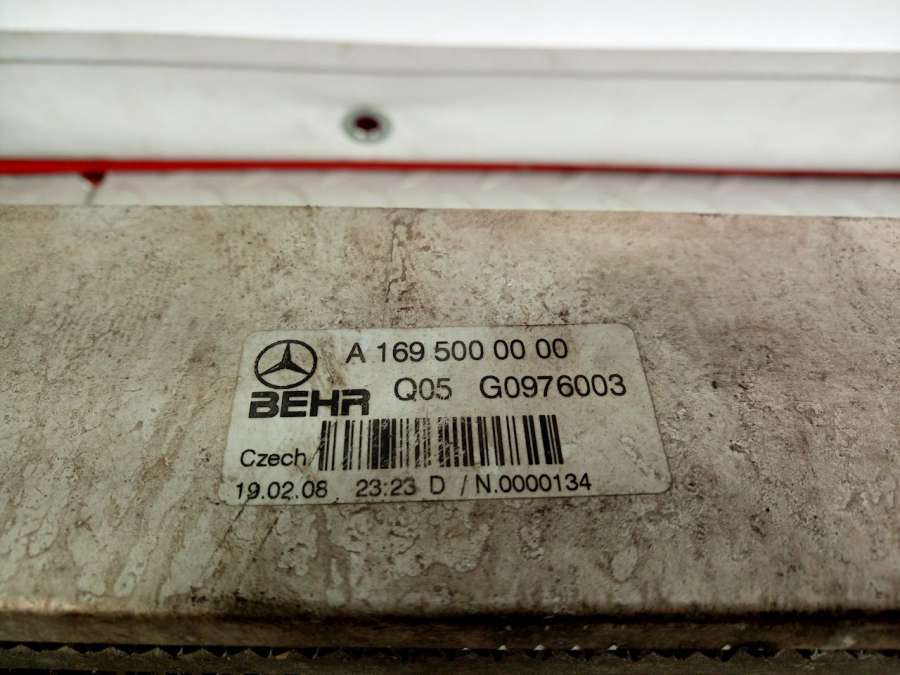 A 169 500 00 00
BEHR Q05 G0976003
Czech
19.02.08 23:23 D / N.0000134